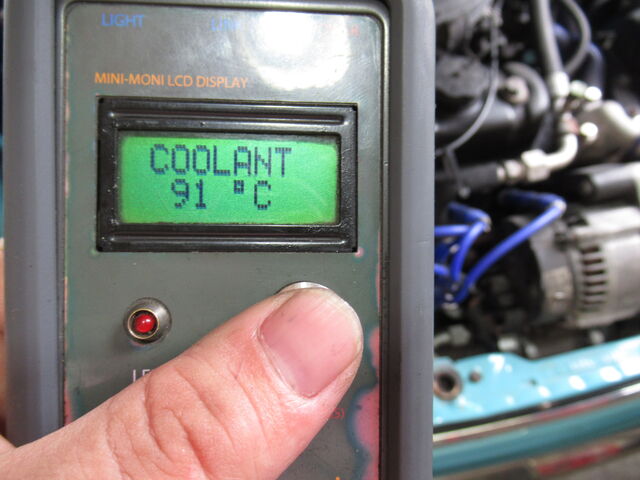 LIGHT
MINI-MONI LCD DISPLAY
COOLANT
91 °C